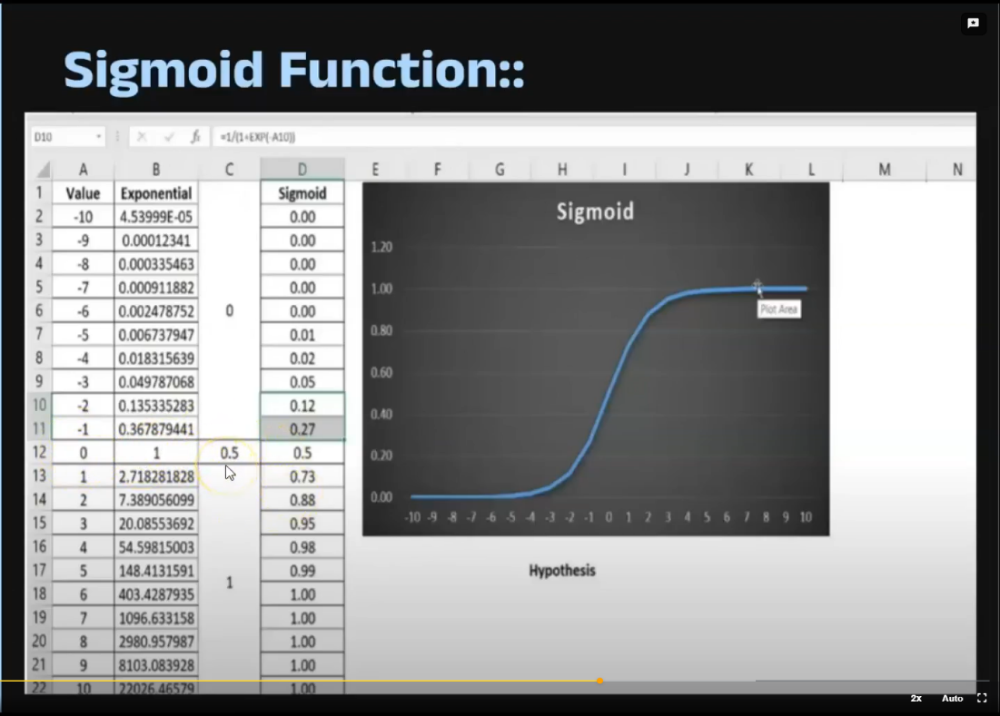 Sigmoid Function::
D10 fx =1/(1+EXP(-A10))
A B C D E F G H I J K L M N
1 Value Exponential Sigmoid
2 -10 4.53999E-05 0.00
3 -9 0.00012341 0.00
4 -8 0.000335463 0.00
5 -7 0.000911882 0.00
6 -6 0.002478752 0 0.00
7 -5 0.006737947 0.01
8 -4 0.018315639 0.02
9 -3 0.049787068 0.05
10 -2 0.135335283 0.12
11 -1 0.367879441 0.27
12 0 1 0.5 0.5
13 1 2.718281828 0.73
14 2 7.389056099 0.88
15 3 20.08553692 0.95
16 4 54.59815003 0.98
17 5 148.4131591 1 0.99
18 6 403.4287935 1.00
19 7 1096.633158 1.00
20 8 2980.957987 1.00
21 9 8103.083928 1.00
22 10 22026.46579 1.00
Sigmoid
1.20
1.00
Plot Area
0.80
0.60
0.40
0.20
0.00
-10 -9 -8 -7 -6 -5 -4 -3 -2 -1 0 1 2 3 4 5 6 7 8 9 10
Hypothesis
2x Auto